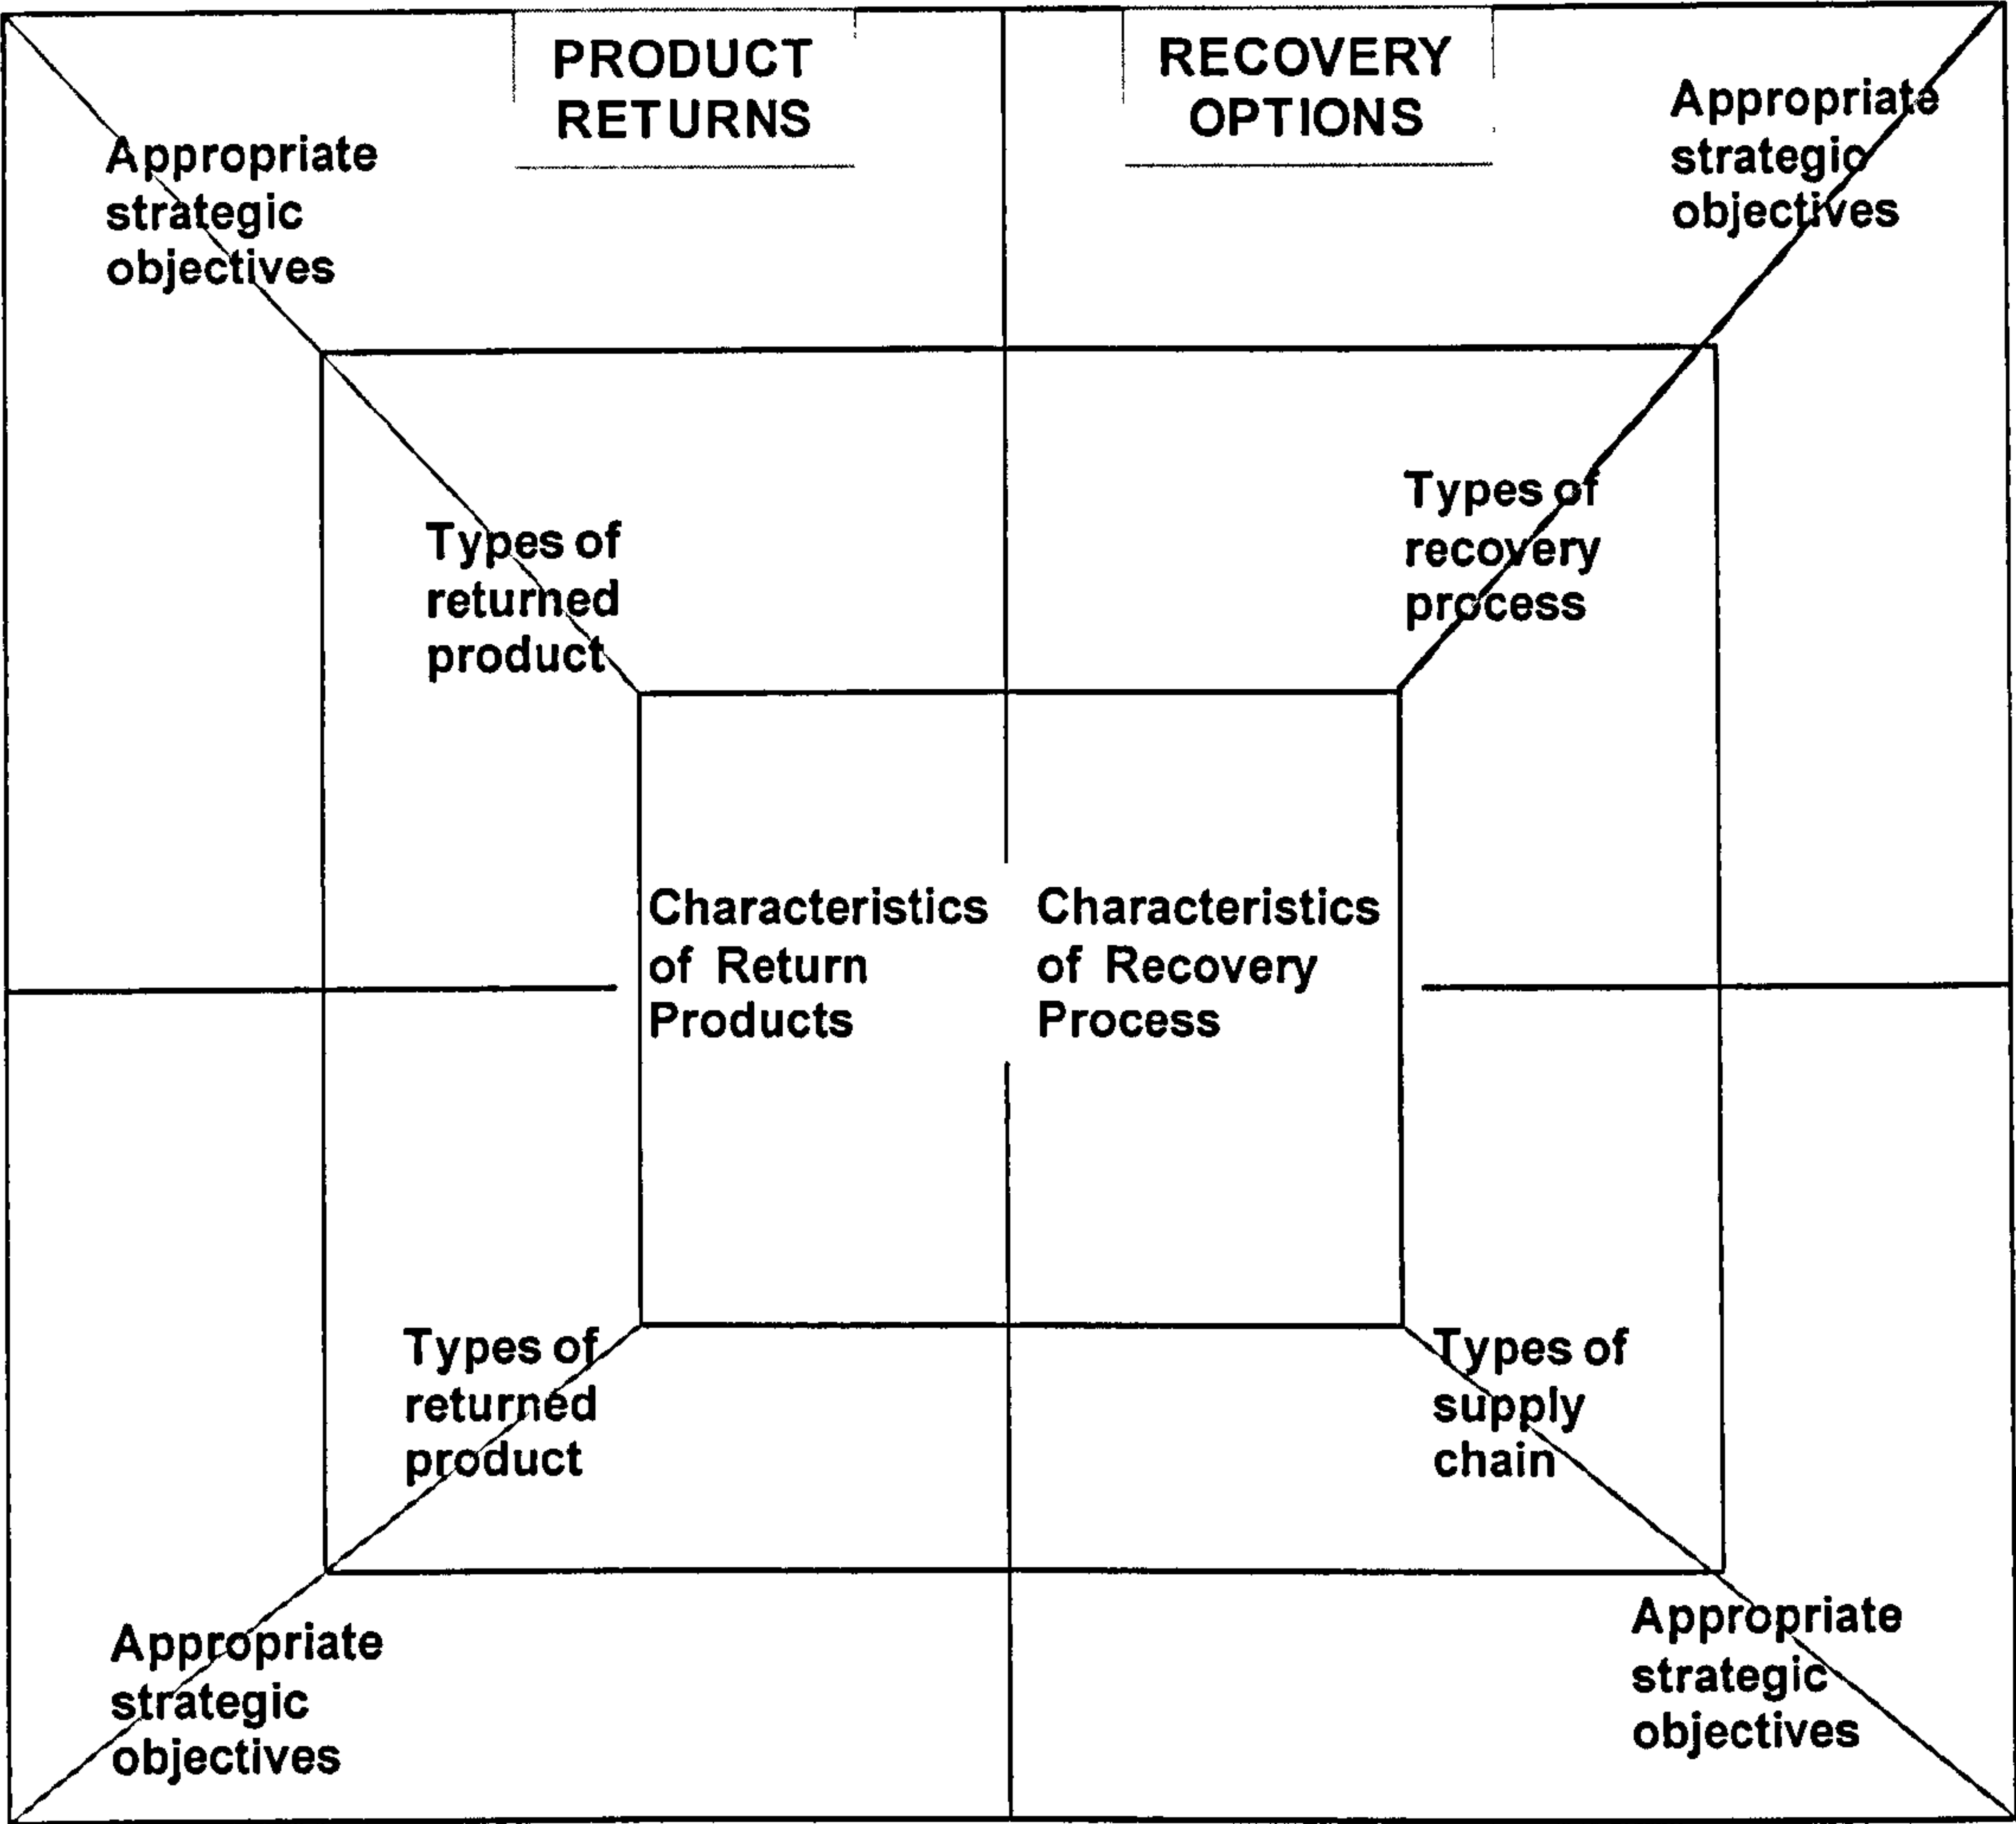 PRODUCT
RETURNS
RECOVERY
OPTIONS
Appropriate
strategic
objectives
Appropriate
strategic
objectives
Types of
returned
product
Types of
recovery
process
Characteristics
of Return
Products
Characteristics
of Recovery
Process
Types of
returned
product
Types of
supply
chain
Appropriate
strategic
objectives
Appropriate
strategic
objectives